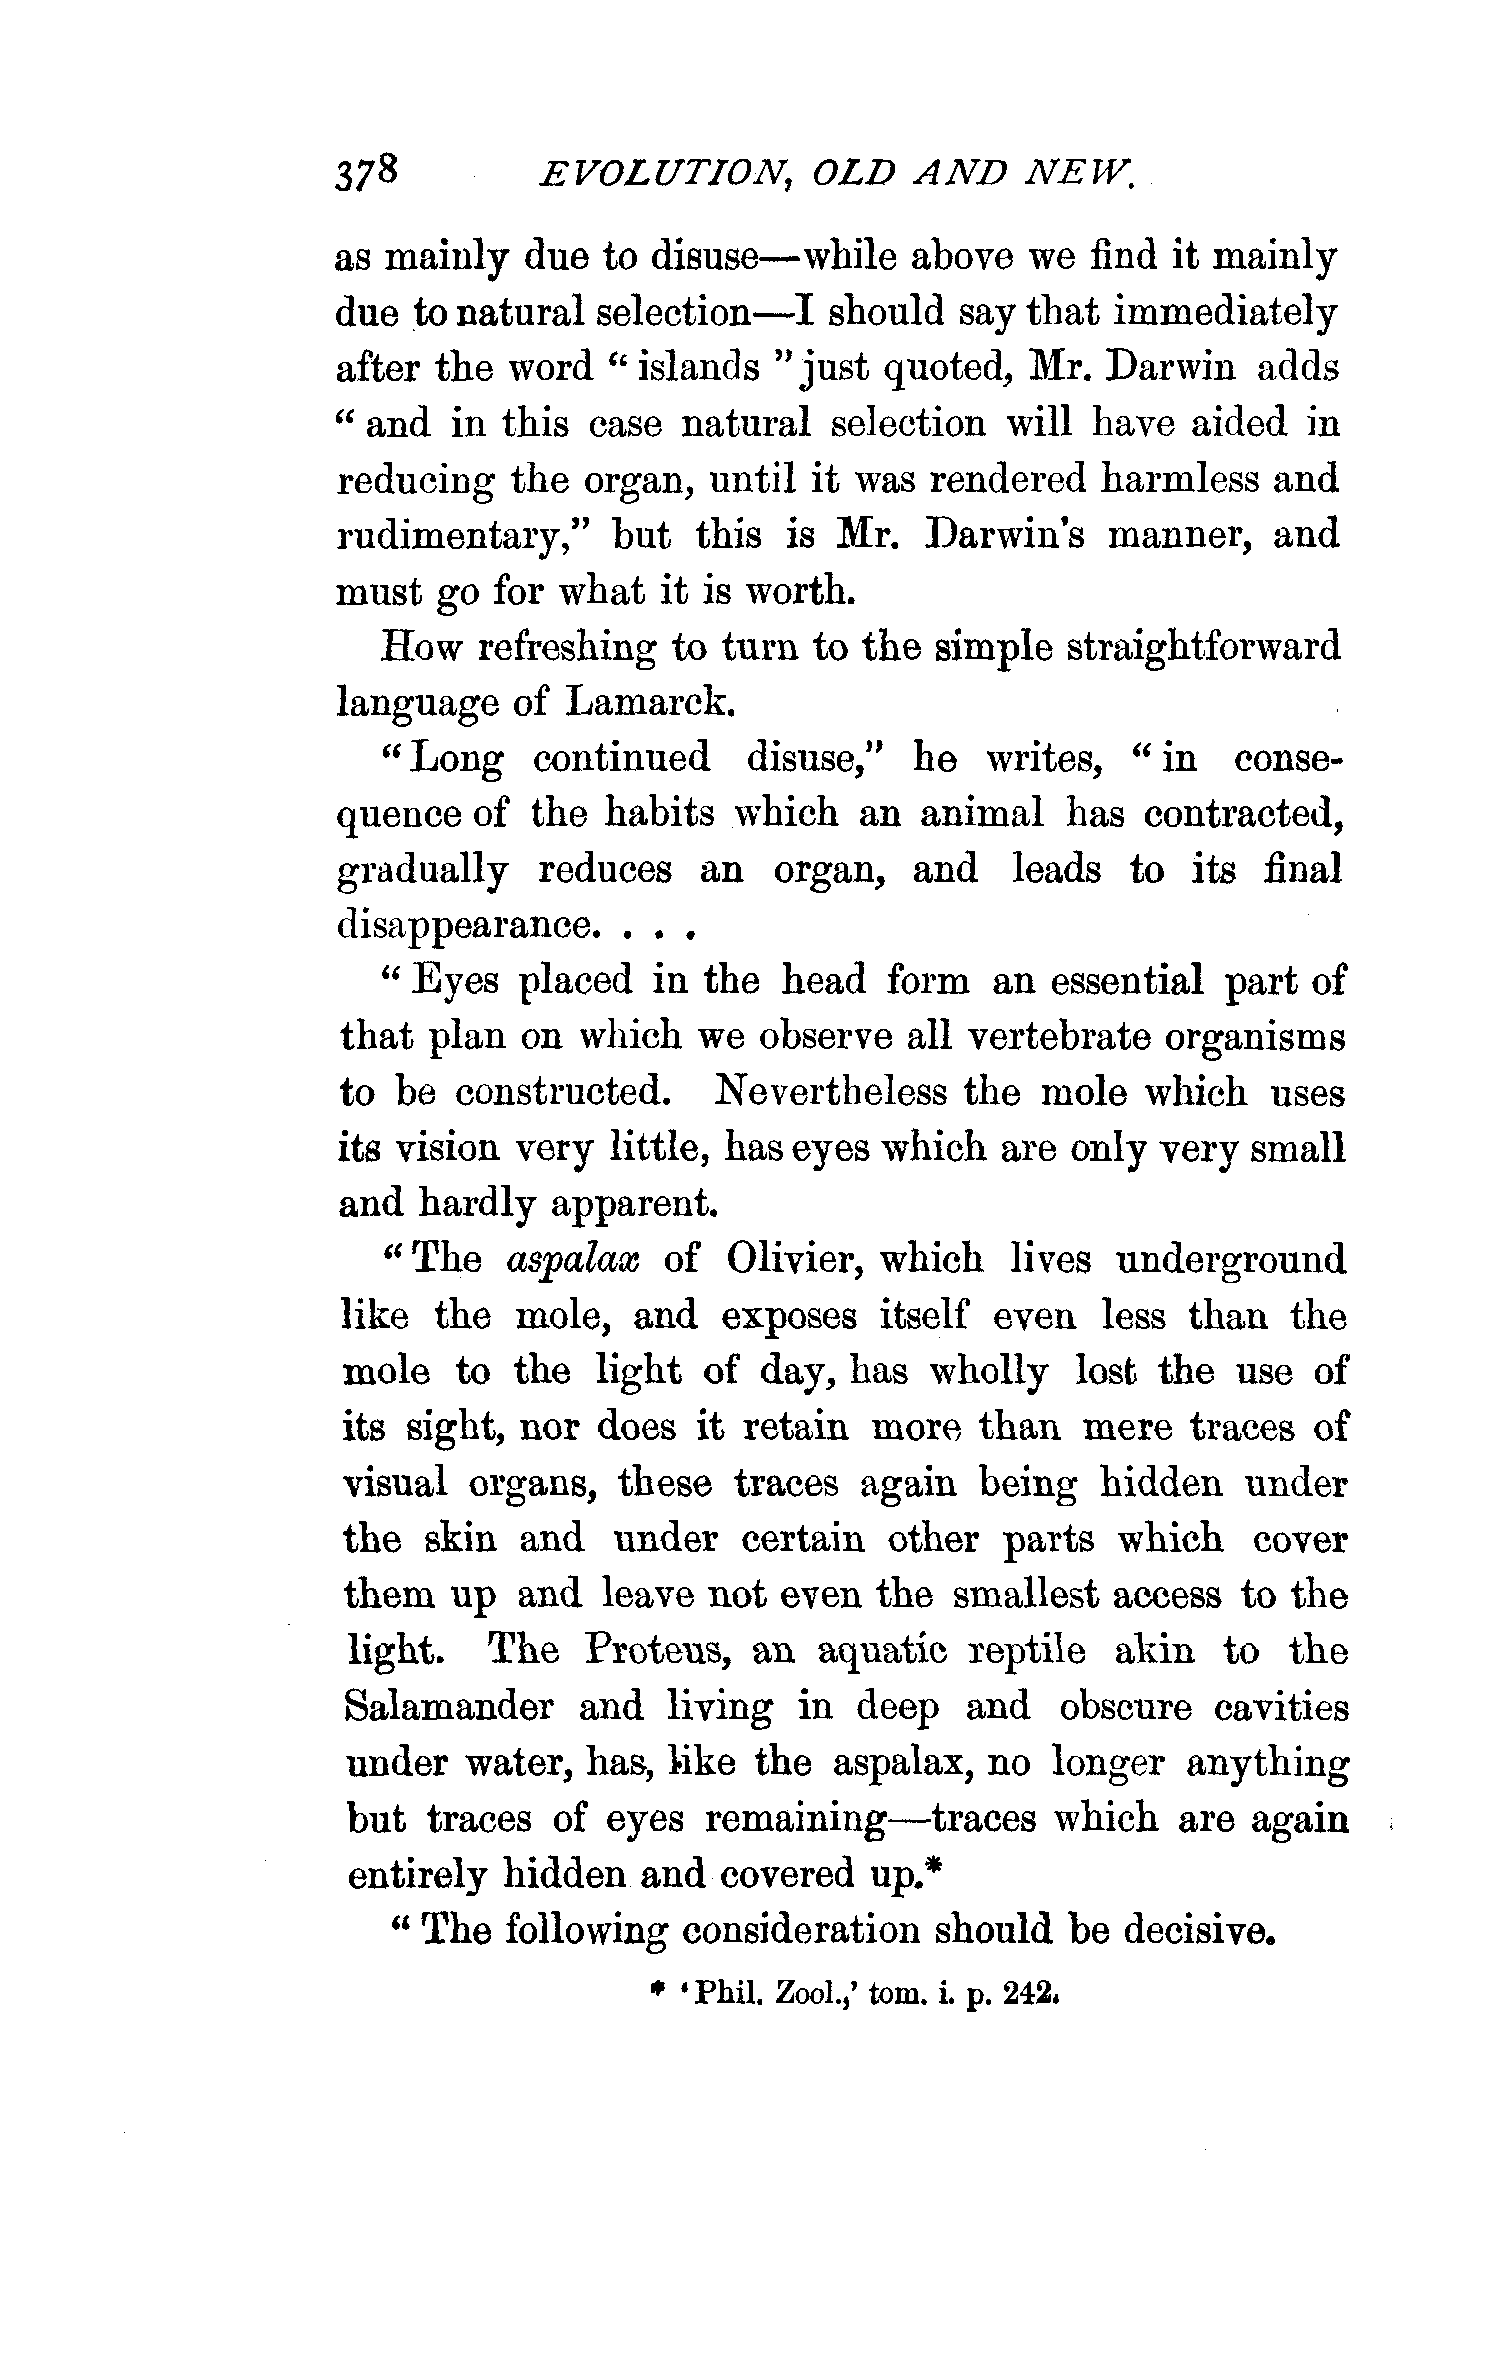 378 EVOLUTION, OLD AND NEW.
as mainly due to disuse—while above we find it mainly
due to natural selection—I should say that immediately
after the word “ islands ” just quoted, Mr. Darwin adds
“ and in this case natural selection will have aided in
reducing the organ, until it was rendered harmless and
rudimentary,” but this is Mr. Darwin's manner, and
must go for what it is worth.
How refreshing to turn to the simple straightforward
language of Lamarck.
“ Long continued disuse,” he writes, “ in conse-
quence of the habits which an animal has contracted,
gradually reduces an organ, and leads to its final
disappearance. . . .
“ Eyes placed in the head form an essential part of
that plan on which we observe all vertebrate organisms
to be constructed. Nevertheless the mole which uses
its vision very little, has eyes which are only very small
and hardly apparent.
“ The aspalax of Olivier, which lives underground
like the mole, and exposes itself even less than the
mole to the light of day, has wholly lost the use of
its sight, nor does it retain more than mere traces of
visual organs, these traces again being hidden under
the skin and under certain other parts which cover
them up and leave not even the smallest access to the
light. The Proteus, an aquatic reptile akin to the
Salamander and living in deep and obscure cavities
under water, has, like the aspalax, no longer anything
but traces of eyes remaining—traces which are again
entirely hidden and covered up.*
“ The following consideration should be decisive.
* ‘ Phil. Zool.,’ tom. i. p. 242.